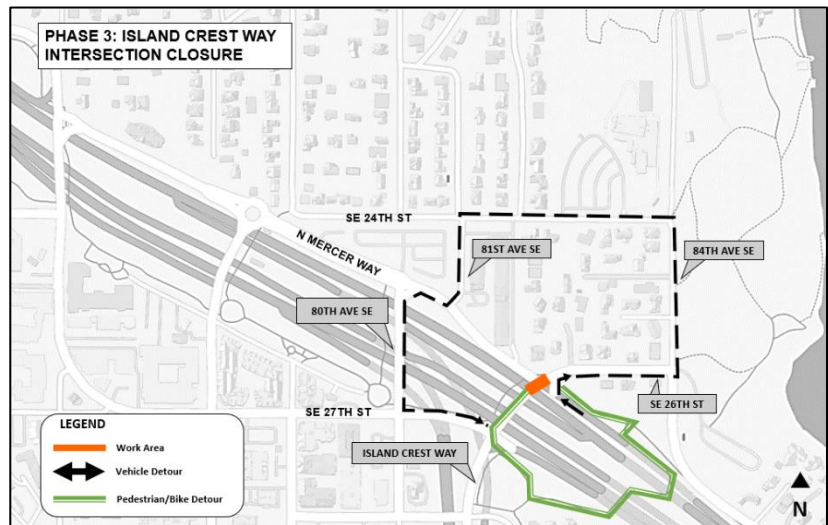 PHASE 3: ISLAND CREST WAY
INTERSECTION CLOSURE
SE 24TH ST
N MERCER WAY
81ST AVE SE
84TH AVE SE
80TH AVE SE
SE 27TH ST
SE 26TH ST
ISLAND CREST WAY
LEGEND
Work Area
Vehicle Detour
Pedestrian/Bike Detour
N